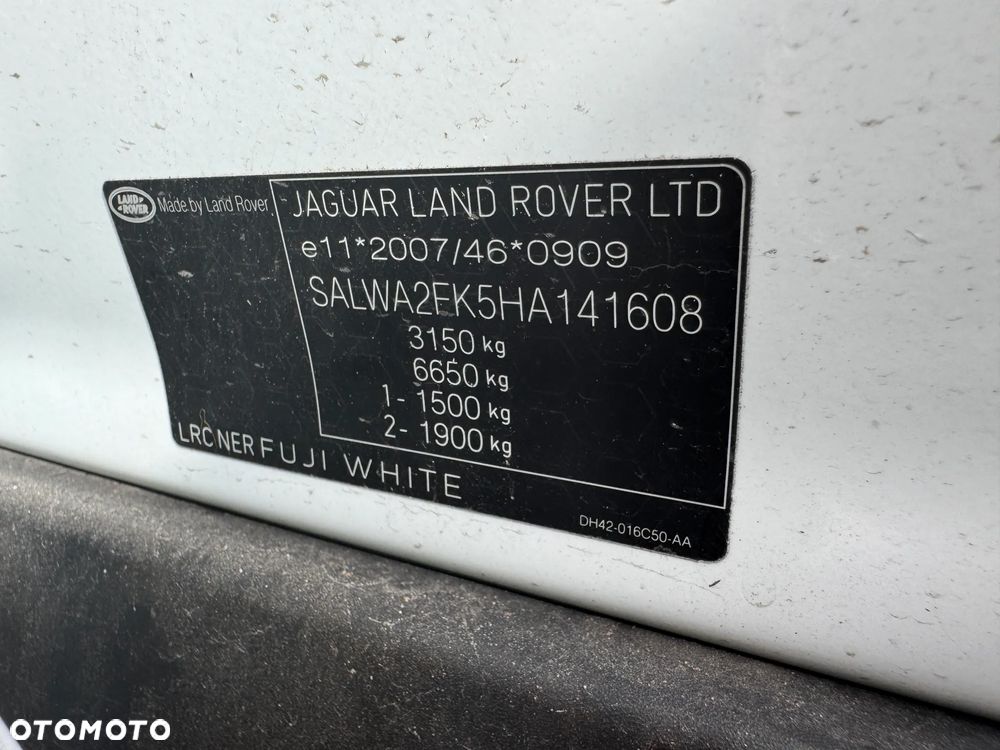 LAND ROVER
Made by Land Rover
JAGUAR LAND ROVER LTD
e11*2007/46*0909
SALWA2EK5HA141608
3150 kg
6650 kg
1- 1500 kg
2- 1900 kg
LRC NER FUJI WHITE
DH42-016C50-AA
OTOMOTO